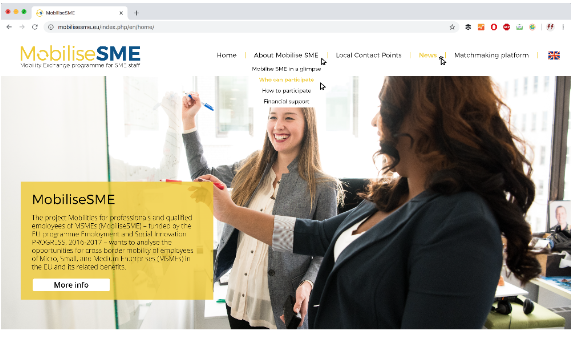 MobiliseSME
mobilisesme.eu/index.php/en/home/
MobiliseSME
Mobility Exchange programme for SME staff
Home
About Mobilise SME
Local Contact Points
News
Matchmaking platform
Mobilise SME in a glimpse
Who can participate
How to participate
Financial support
MobiliseSME
The project Mobilities for professionals and qualified
employees of MSMEs (MobiliseSME) – funded by the
EU programme Employment and Social Innovation
PROGRESS 2016-2017 – wants to analyse the
opportunities for cross border mobility of employees
of Micro, Small, and Medium Enterprises (MSMEs) in
the EU and its related benefits.
More info